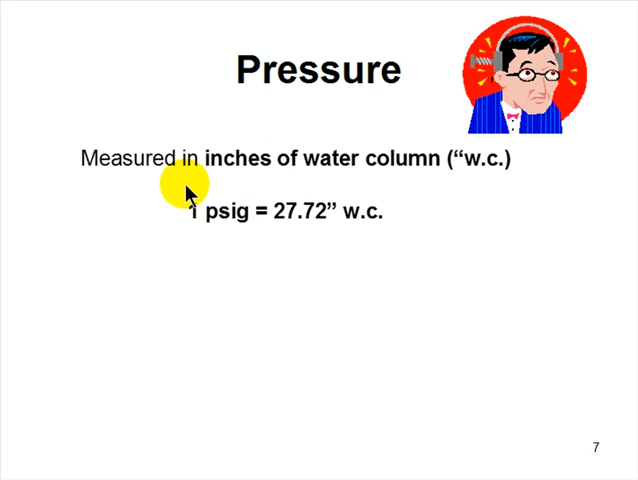 Pressure
Measured in inches of water column (“w.c.)
1 psig = 27.72” w.c.
7